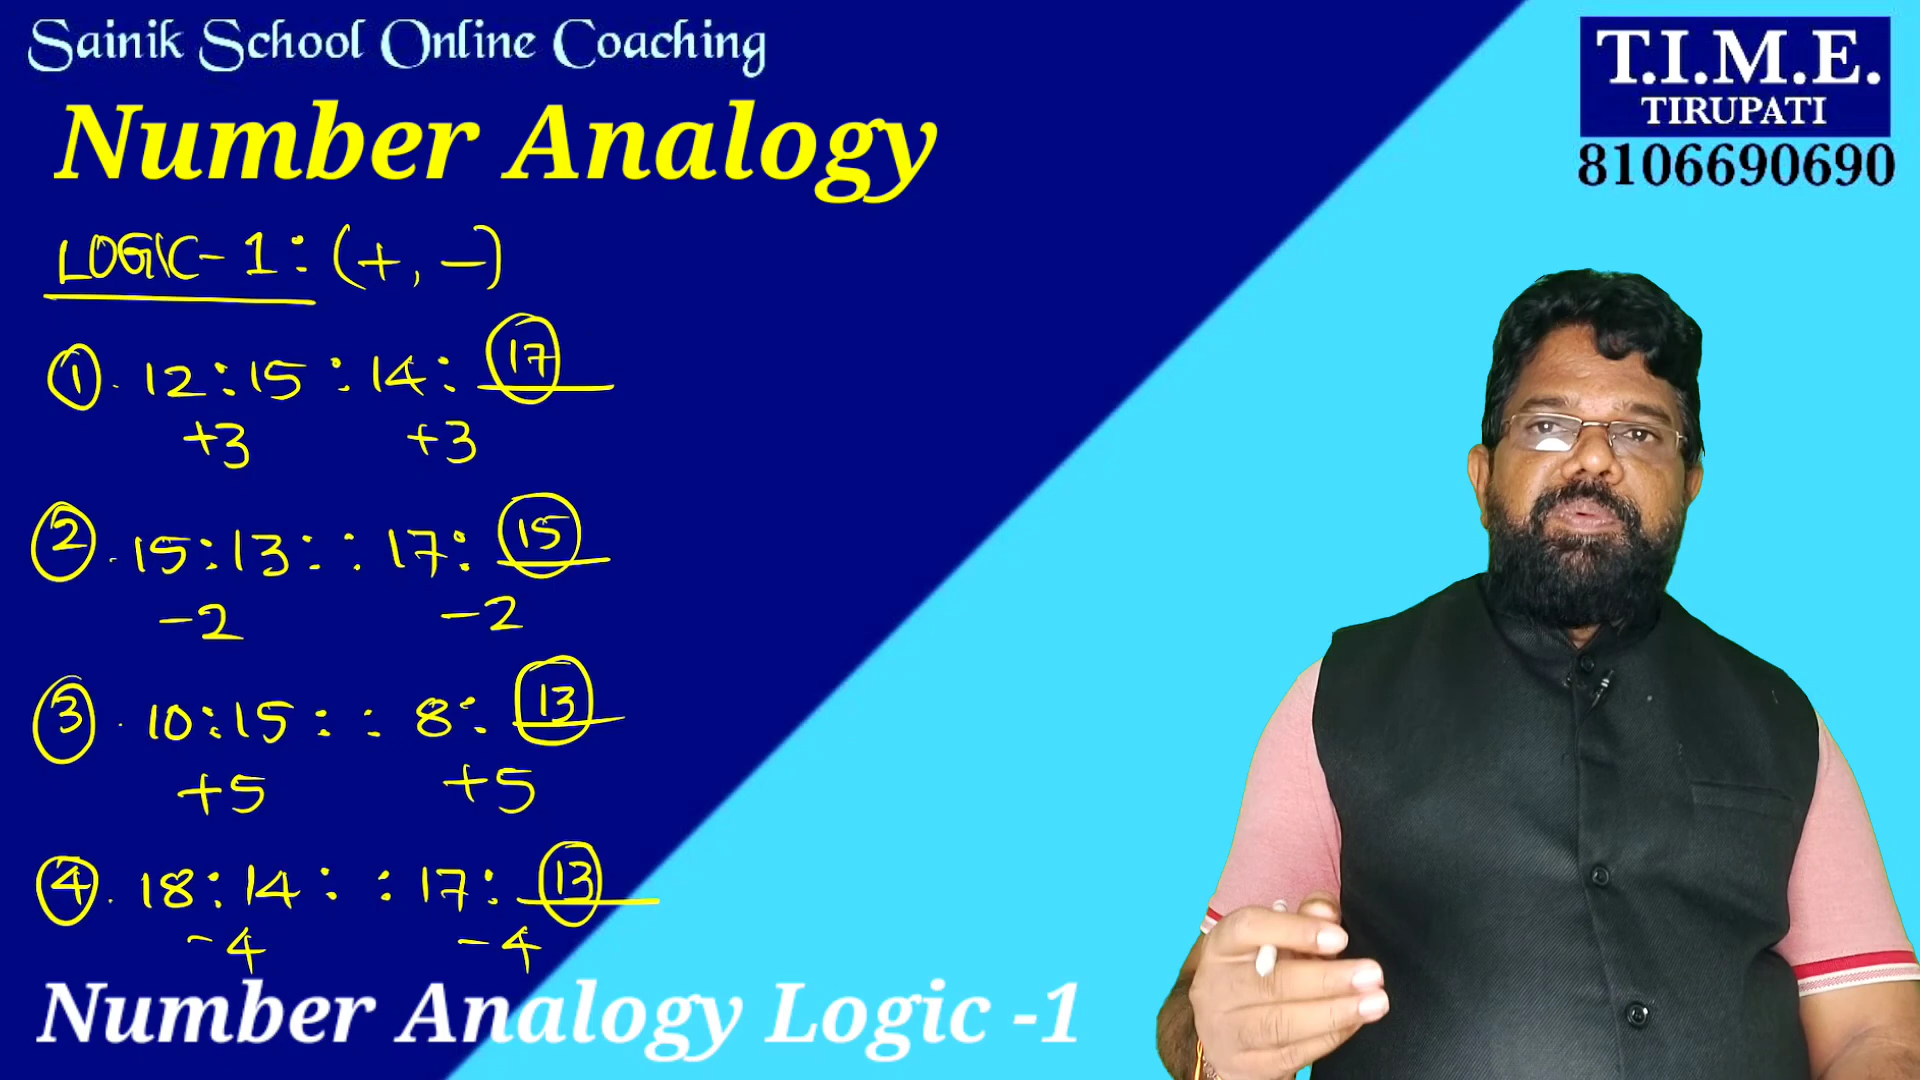 Sainik School Online Coaching
Number Analogy
T.I.M.E.
TIRUPATI
8106690690
LOGIC-1: (+, -)
① . 12 : 15 : 14 : 17
+3 +3
② . 15 : 13 : : 17 : 15
-2 -2
③ . 10 : 15 : : 8 : 13
+5 +5
④ . 18 : 14 : : 17 : 13
-4 -4
Number Analogy Logic -1